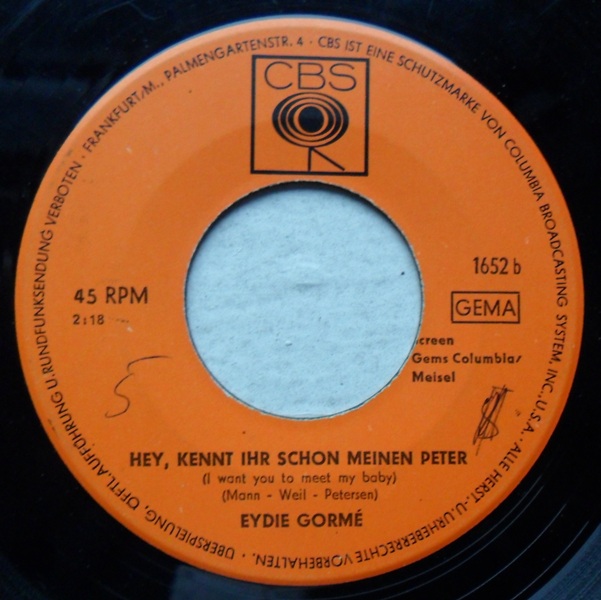 FRANKFURT/M., PALMENGARTENSTR. 4 · CBS IST EINE SCHUTZMARKE VON COLUMBIA BROADCASTING SYSTEM, INC., U.S.A. · ALLE HERST.-U. URHEBERRECHTE VORBEHALTEN. · ÜBERSPIELUNG, ÖFFTL. AUFFÜHRUNG U. RUNDFUNKSENDUNG VERBOTEN ·
CBS
1652 b
45 RPM
GEMA
2:18
Gems Columbia/
Meisel
5
HEY, KENNT IHR SCHON MEINEN PETER
(I want you to meet my baby)
(Mann - Weil - Petersen)
EYDIE GORMÉ